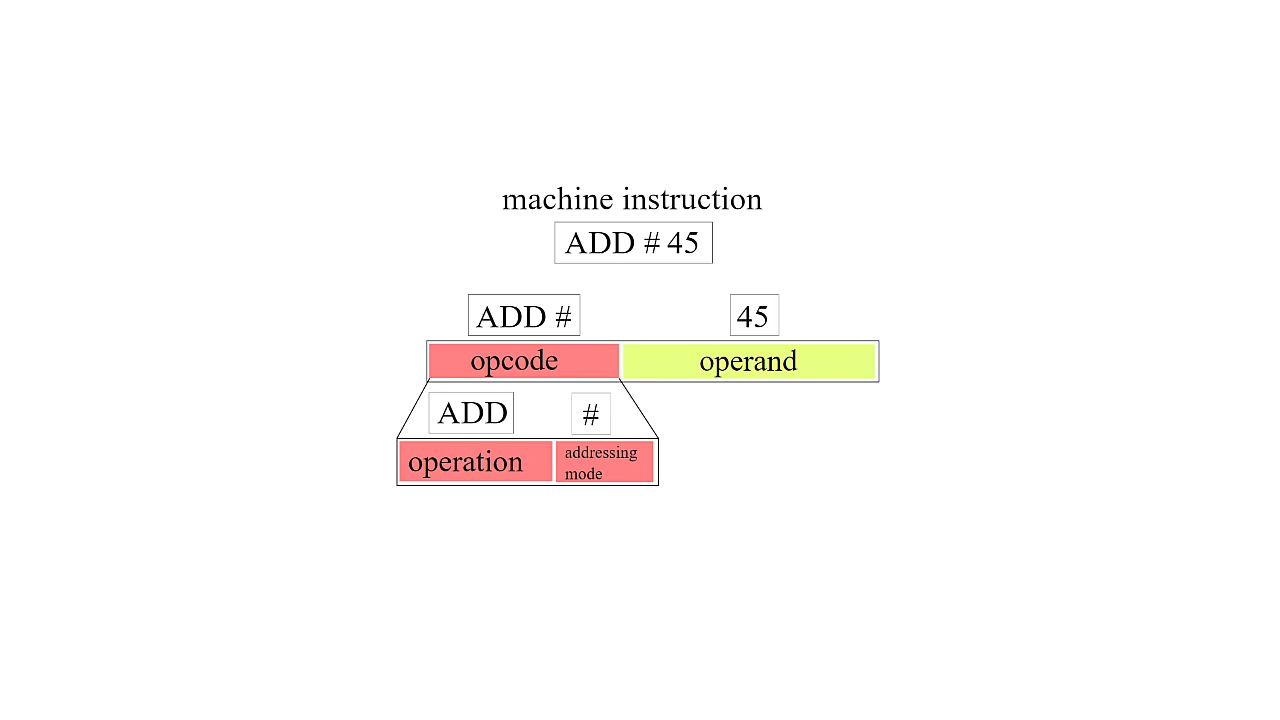 machine instruction
ADD # 45
ADD # 45
opcode operand
ADD #
operation addressing
mode